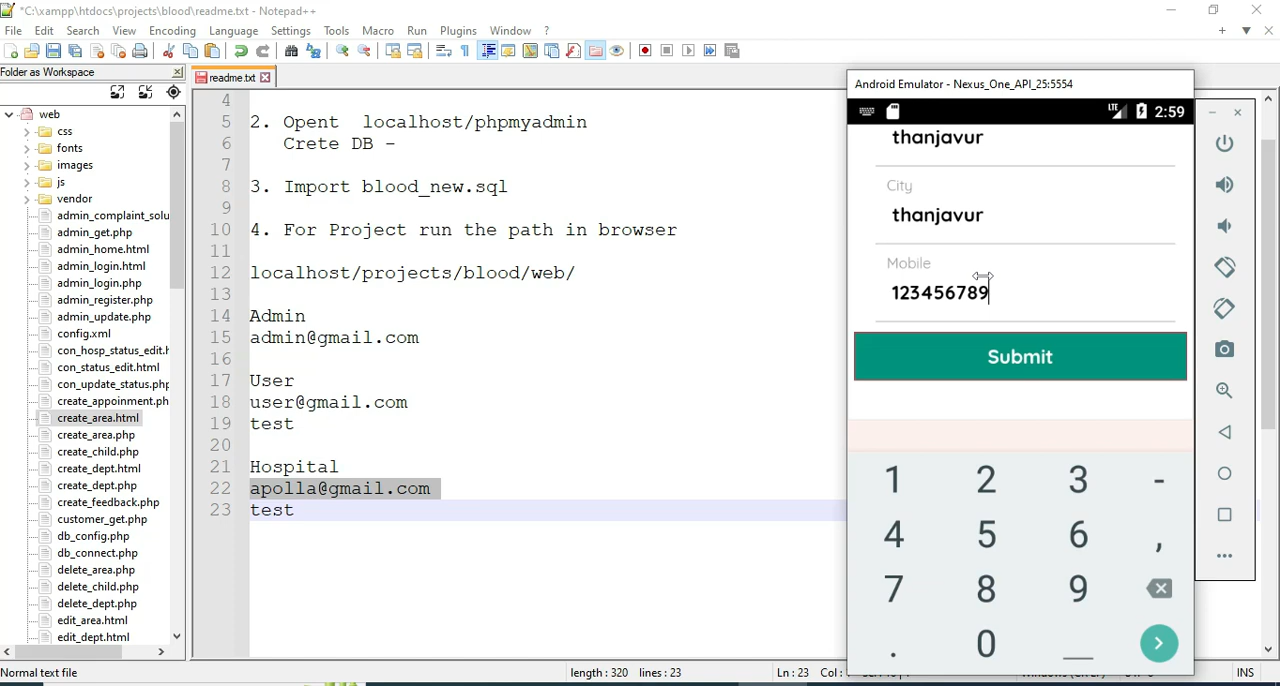 *C:\xampp\htdocs\projects\blood\readme.txt - Notepad++
File Edit Search View Encoding Language Settings Tools Macro Run Plugins Window ?
Folder as Workspace
readme.txt
web
css
fonts
images
js
vendor
admin_complaint_solu
admin_get.php
admin_home.html
admin_login.html
admin_login.php
admin_register.php
admin_update.php
config.xml
con_hosp_status_edit.h
con_status_edit.html
con_update_status.php
create_appoinment.ph
create_area.html
create_area.php
create_child.php
create_dept.html
create_dept.php
create_feedback.php
customer_get.php
db_config.php
db_connect.php
delete_area.php
delete_child.php
delete_dept.php
edit_area.html
edit_dept.html
4
5 2. Opent localhost/phpmyadmin
6 Crete DB -
7
8 3. Import blood_new.sql
9
10 4. For Project run the path in browser
11
12 localhost/projects/blood/web/
13
14 Admin
15 admin@gmail.com
16
17 User
18 user@gmail.com
19 test
20
21 Hospital
22 apolla@gmail.com
23 test
Android Emulator - Nexus_One_API_25:5554
LTE 2:59
thanjavur
City
thanjavur
Mobile
123456789
Submit
1 2 3 -
4 5 6 ,
7 8 9
. 0
Normal text file length : 320 lines : 23 Ln : 23 INS